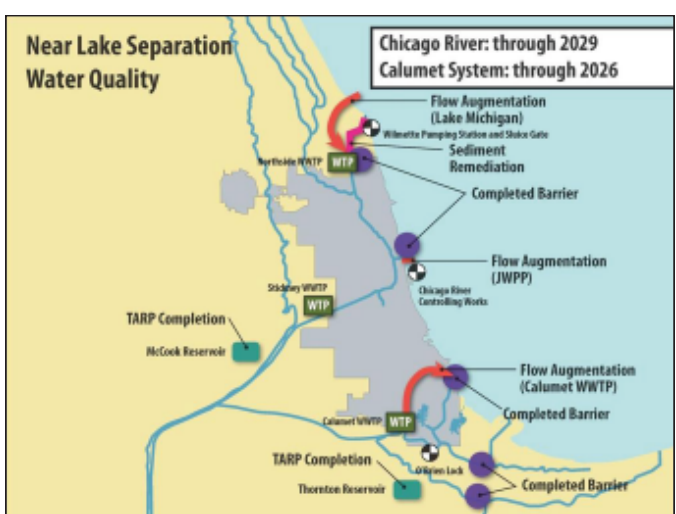 Near Lake Separation
Water Quality
Chicago River: through 2029
Calumet System: through 2026
Flow Augmentation
(Lake Michigan)
Wilmette Pumping Station and Sluice Gate
Sediment
Remediation
Northside WWTP
WTP
Completed Barrier
Flow Augmentation
(JWPP)
Chicago River
Controlling Works
Stickney WWTP
WTP
TARP Completion
McCook Reservoir
Flow Augmentation
(Calumet WWTP)
Completed Barrier
Calumet WWTP
WTP
O'Brien Lock
TARP Completion
Thornton Reservoir
Completed Barrier